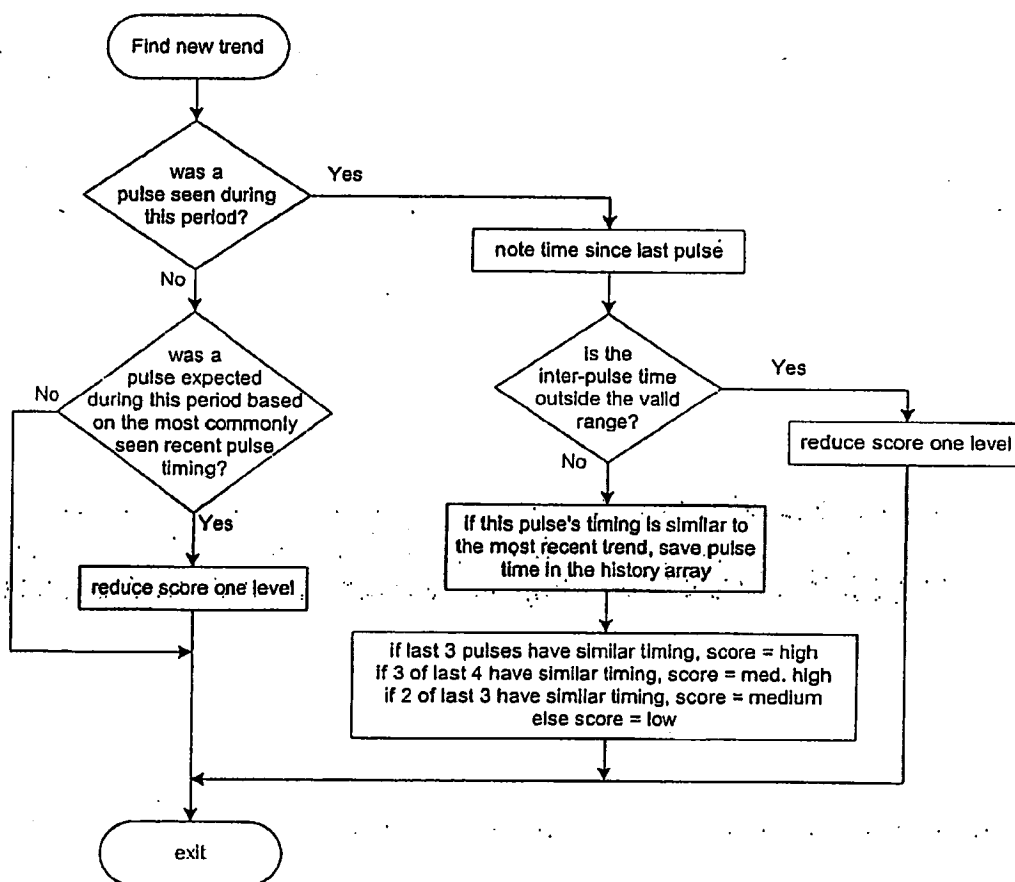 Find new trend
was a
pulse seen during
this period?
Yes
No
note time since last pulse
was a
pulse expected
during this period based
on the most commonly
seen recent pulse
timing?
No
Yes
is the
inter-pulse time
outside the valid
range?
Yes
No
reduce score one level
reduce score one level
If this pulse's timing is similar to
the most recent trend, save pulse
time in the history array
if last 3 pulses have similar timing, score = high
if 3 of last 4 have similar timing, score = med. high
if 2 of last 3 have similar timing, score = medium
else score = low
exit